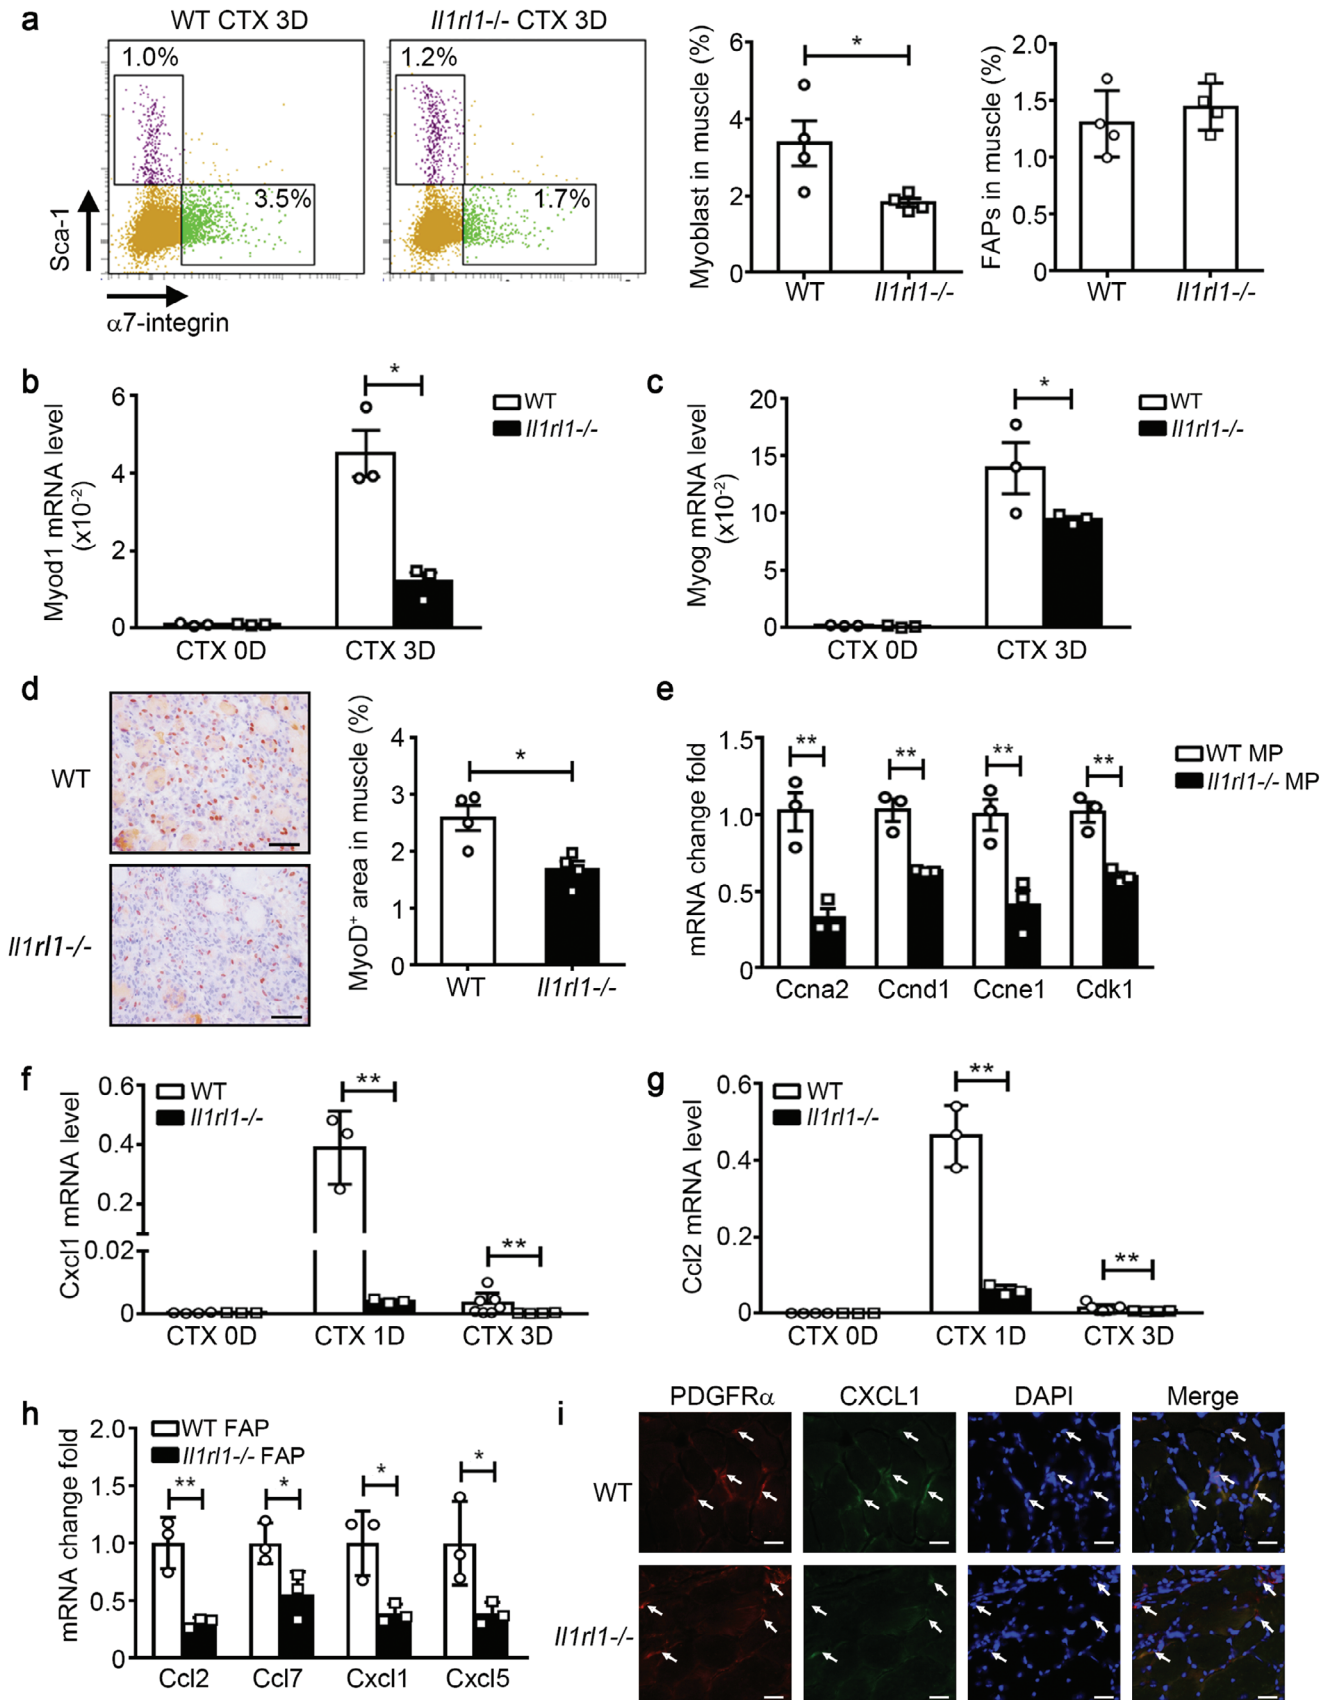 a
WT CTX 3D
Il1rl1-/- CTX 3D
1.0%
3.5%
1.2%
1.7%
Sca-1
α7-integrin
Myoblast in muscle (%)
6
4
2
0
*
WT
Il1rl1-/-
FAPs in muscle (%)
2.0
1.5
1.0
0.5
0
WT
Il1rl1-/-
b
Myod1 mRNA level
(x10-2)
6
4
2
0
*
WT
Il1rl1-/-
CTX 0D
CTX 3D
c
Myog mRNA level
(x10-2)
20
15
10
5
0
*
WT
Il1rl1-/-
CTX 0D
CTX 3D
d
WT
Il1rl1-/-
MyoD+ area in muscle (%)
4
3
2
1
0
*
WT
Il1rl1-/-
e
mRNA change fold
1.5
1.0
0.5
0
**
**
**
**
WT MP
Il1rl1-/- MP
Ccna2
Ccnd1
Ccne1
Cdk1
f
Cxcl1 mRNA level
0.6
0.4
0.2
0.02
0
WT
Il1rl1-/-
**
**
CTX 0D
CTX 1D
CTX 3D
g
Ccl2 mRNA level
0.6
0.4
0.2
0
WT
Il1rl1-/-
**
**
CTX 0D
CTX 1D
CTX 3D
h
mRNA change fold
2.0
1.5
1.0
0.5
0
WT FAP
Il1rl1-/- FAP
**
*
*
*
Ccl2
Ccl7
Cxcl1
Cxcl5
i
PDGFRα
CXCL1
DAPI
Merge
WT
Il1rl1-/-